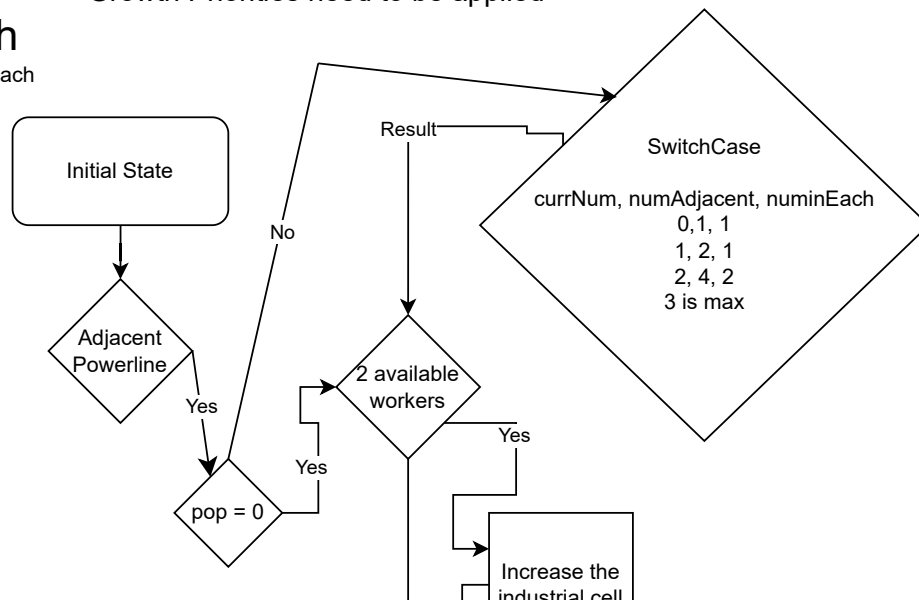 Growth Priorities need to be applied
h
ach
Initial State
Adjacent
Powerline
Yes
pop = 0
No
Yes
Result
SwitchCase
currNum, numAdjacent, numinEach
0,1, 1
1, 2, 1
2, 4, 2
3 is max
2 available
workers
Yes
Increase the
industrial cell